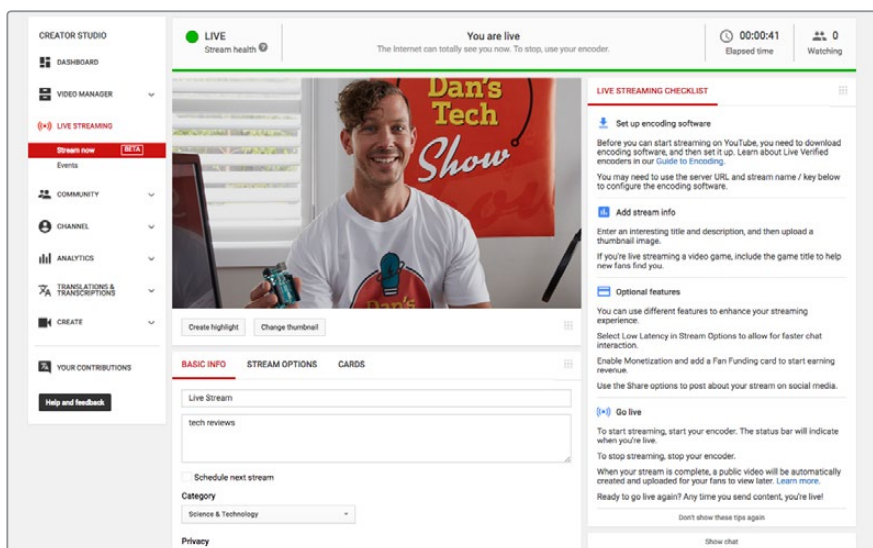 CREATOR STUDIO
DASHBOARD
VIDEO MANAGER
LIVE STREAMING
Stream now BETA
Events
COMMUNITY
CHANNEL
ANALYTICS
TRANSLATIONS &
TRANSCRIPTIONS
CREATE
YOUR CONTRIBUTIONS
Help and feedback
LIVE
Stream health ?
You are live
The Internet can totally see you now. To stop, use your encoder.
00:00:41
Elapsed time
0
Watching
Dan's
Tech
Show
Dan's
Create highlight
Change thumbnail
BASIC INFO
STREAM OPTIONS
CARDS
Live Stream
tech reviews
Schedule next stream
Category
Science & Technology
Privacy
LIVE STREAMING CHECKLIST
Set up encoding software
Before you can start streaming on YouTube, you need to download
encoding software, and then set it up. Learn about Live Verified
encoders in our Guide to Encoding.
You may need to use the server URL and stream name / key below
to configure the encoding software.
Add stream info
Enter an interesting title and description, and then upload a
thumbnail image.
If you're live streaming a video game, include the game title to help
new fans find you.
Optional features
You can use different features to enhance your streaming
experience.
Select Low Latency in Stream Options to allow for faster chat
interaction.
Enable Monetization and add a Fan Funding card to start earning
revenue.
Use the Share options to post about your stream on social media.
Go live
To start streaming, start your encoder. The status bar will indicate
when you're live.
To stop streaming, stop your encoder.
When your stream is complete, a public video will be automatically
created and uploaded for your fans to view later. Learn more.
Ready to go live again? Any time you send content, you're live!
Don't show these tips again
Show chat